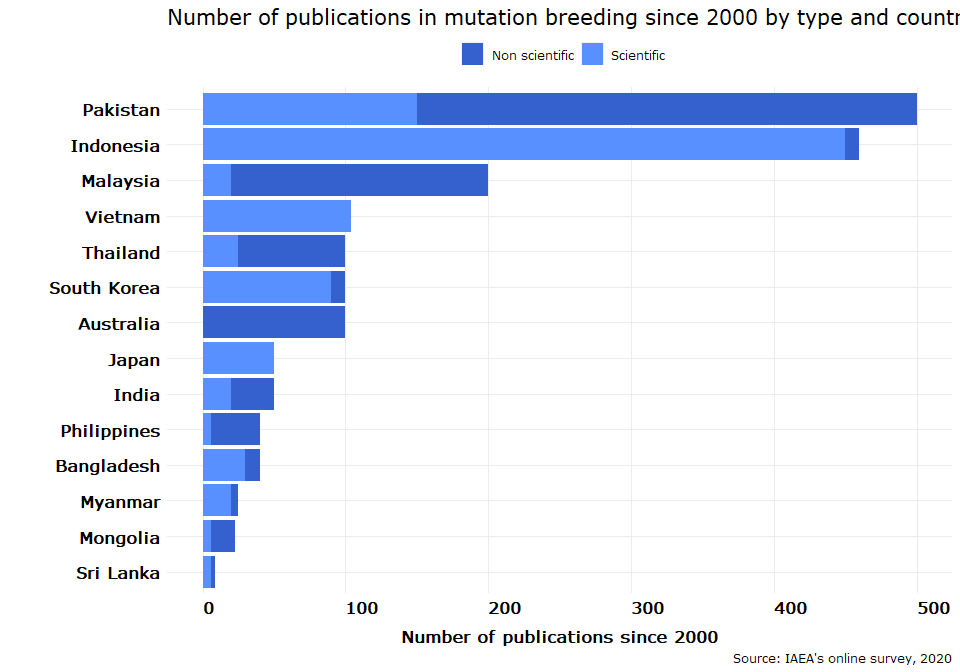 Number of publications in mutation breeding since 2000 by type and countr
Non scientific Scientific
Pakistan
Indonesia
Malaysia
Vietnam
Thailand
South Korea
Australia
Japan
India
Philippines
Bangladesh
Myanmar
Mongolia
Sri Lanka
0 100 200 300 400 500
Number of publications since 2000
Source: IAEA's online survey, 2020